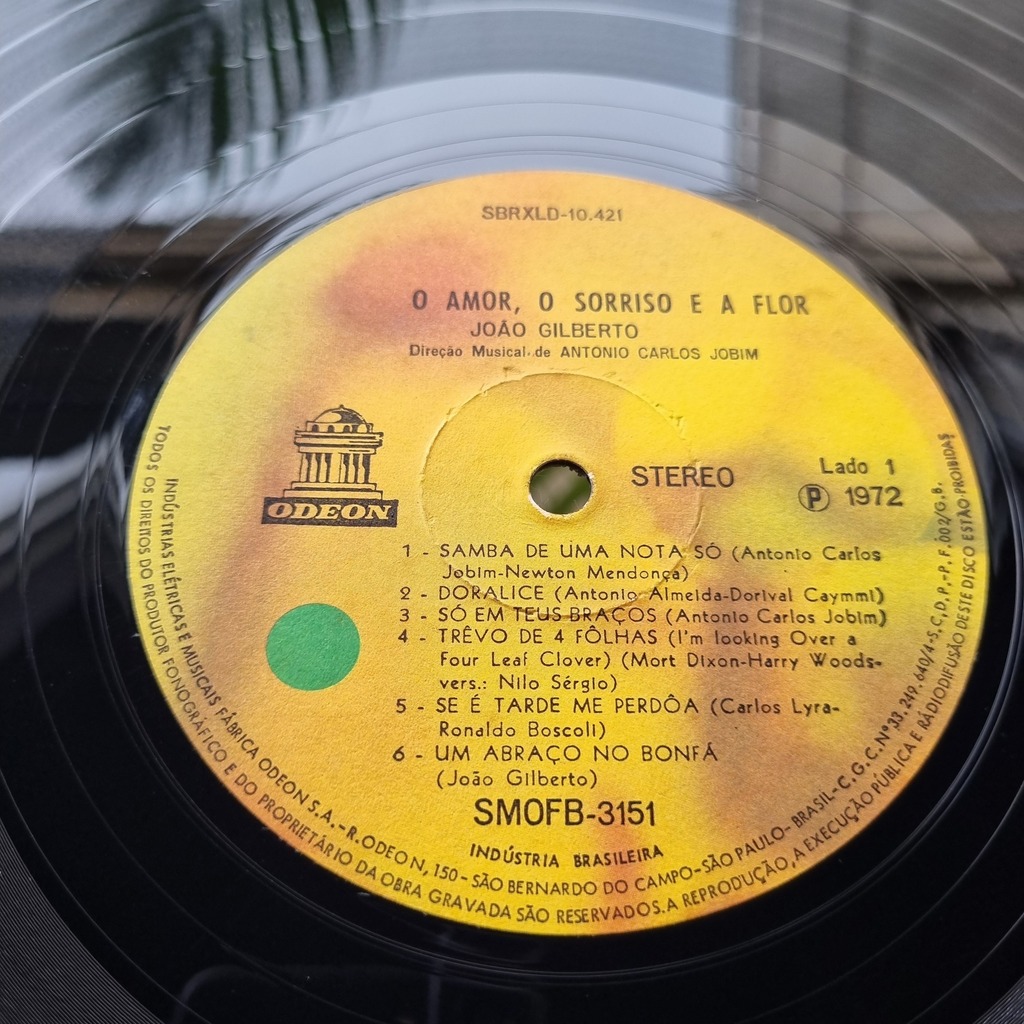 SBRXLD-10.421
O AMOR, O SORRISO E A FLOR
JOÃO GILBERTO
Direção Musical de ANTONIO CARLOS JOBIM
ODEON
STEREO
Lado 1
Ⓟ 1972
1 - SAMBA DE UMA NOTA SÓ (Antonio Carlos
Jobim-Newton Mendonça)
2 - DORALICE (Antonio Almeida-Dorival Caymmi)
3 - SÓ EM TEUS BRAÇOS (Antonio Carlos Jobim)
4 - TRÊVO DE 4 FÔLHAS (I'm looking Over a
Four Leaf Clover) (Mort Dixon-Harry Woods-
vers.: Nilo Sérgio)
5 - SE É TARDE ME PERDÔA (Carlos Lyra-
Ronaldo Boscoli)
6 - UM ABRAÇO NO BONFÁ
(João Gilberto)
SMOFB-3151
INDÚSTRIA BRASILEIRA
INDÚSTRIAS ELÉTRICAS E MUSICAIS FÁBRICA ODEON S.A.-R.ODEON, 150-SÃO BERNARDO DO CAMPO-SÃO PAULO-BRASIL-C.G.C.Nº33.249.640/4-S.C,D,P,-P.F.002/G.B.
TODOS OS DIREITOS DO PRODUTOR FONOGRÁFICO E DO PROPRIETÁRIO DA OBRA GRAVADA SÃO RESERVADOS.A REPRODUÇÃO,A EXECUÇÃO PÚBLICA E RADIODIFUSÃO DESTE DISCO ESTÃO PROIBIDAS